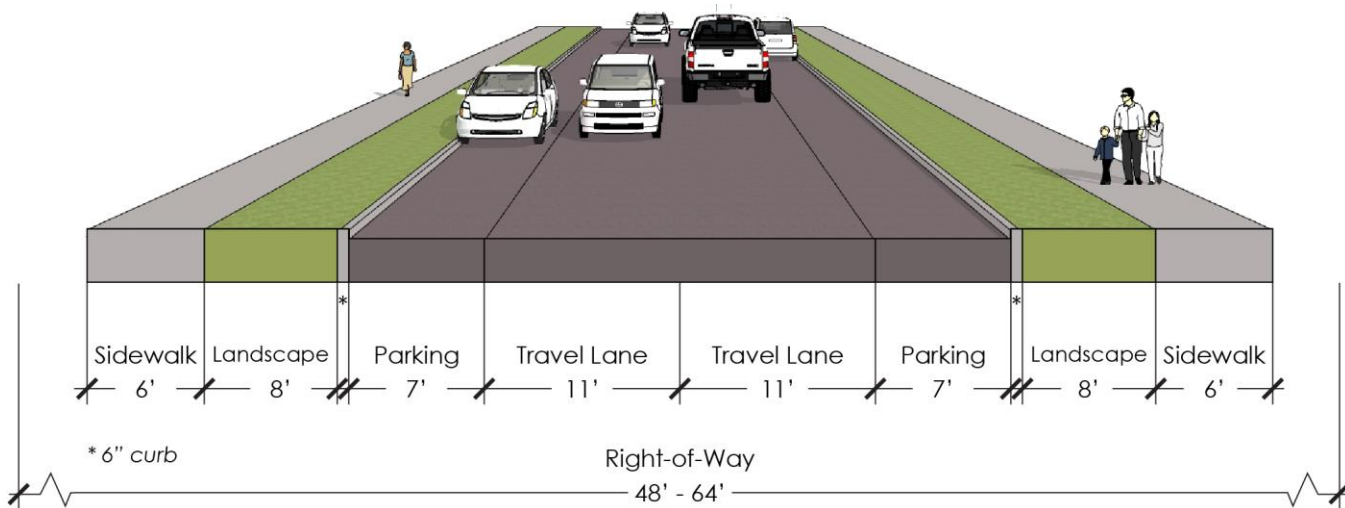 *
*
Sidewalk Landscape Parking Travel Lane Travel Lane Parking Landscape Sidewalk
6’ 8’ 7’ 11’ 11’ 7’ 8’ 6’
* 6” curb
Right-of-Way
48’ - 64’